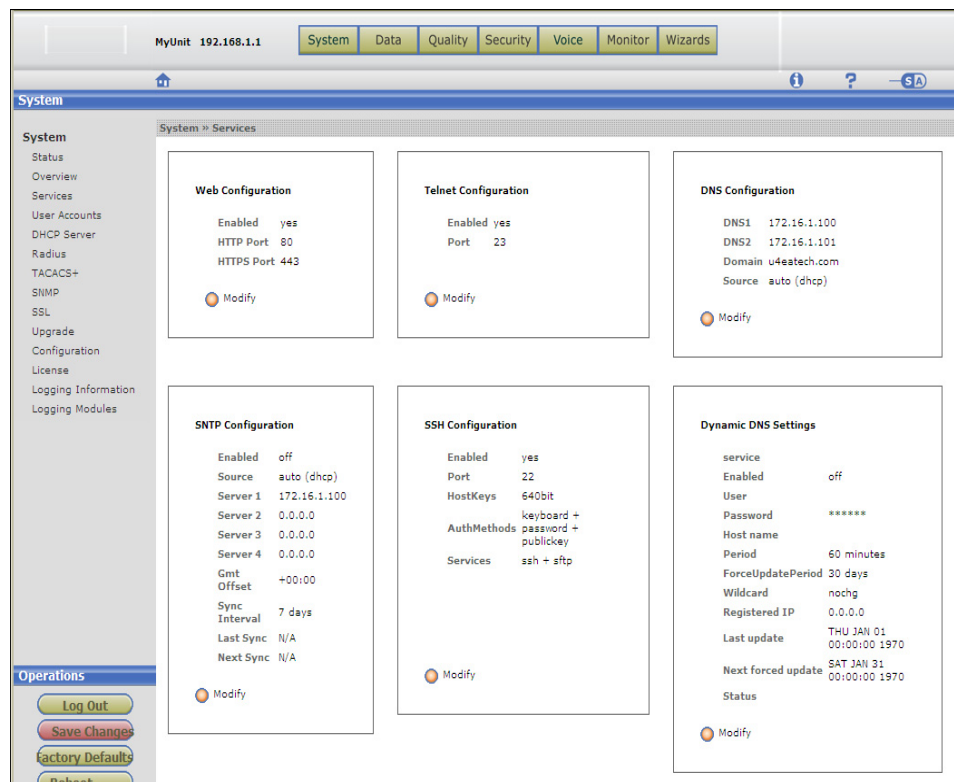 MyUnit 192.168.1.1
System Data Quality Security Voice Monitor Wizards
i ? SA
System
System
Status
Overview
Services
User Accounts
DHCP Server
Radius
TACACS+
SNMP
SSL
Upgrade
Configuration
License
Logging Information
Logging Modules
Operations
Log Out
Save Changes
Factory Defaults
Reboot
System » Services
Web Configuration
Enabled yes
HTTP Port 80
HTTPS Port 443
Modify
Telnet Configuration
Enabled yes
Port 23
Modify
DNS Configuration
DNS1 172.16.1.100
DNS2 172.16.1.101
Domain u4eatech.com
Source auto (dhcp)
Modify
SNTP Configuration
Enabled off
Source auto (dhcp)
Server 1 172.16.1.100
Server 2 0.0.0.0
Server 3 0.0.0.0
Server 4 0.0.0.0
Gmt
Offset +00:00
Sync
Interval 7 days
Last Sync N/A
Next Sync N/A
Modify
SSH Configuration
Enabled yes
Port 22
HostKeys 640bit
AuthMethods keyboard +
password +
publickey
Services ssh + sftp
Modify
Dynamic DNS Settings
service
Enabled off
User
Password ******
Host name
Period 60 minutes
ForceUpdatePeriod 30 days
Wildcard nochg
Registered IP 0.0.0.0
Last update THU JAN 01
00:00:00 1970
Next forced update SAT JAN 31
00:00:00 1970
Status
Modify